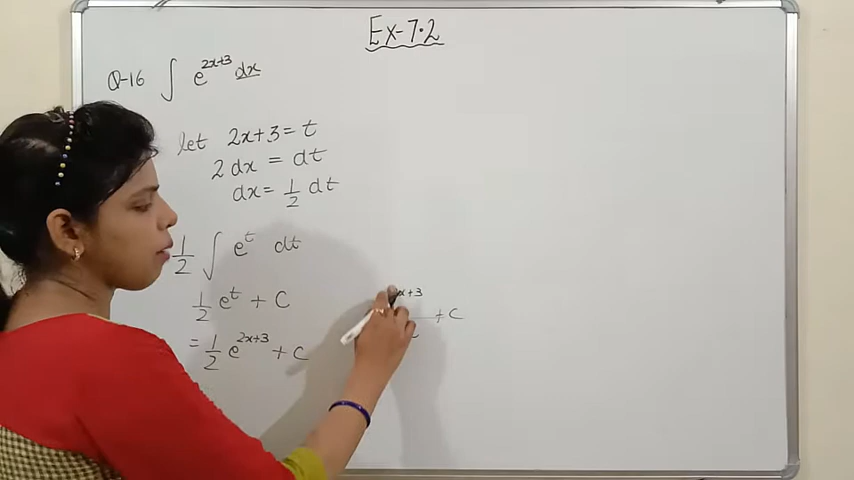 Ex-7.2
Q-16 ∫ e^{2x+3} dx
let 2x+3 = t
2 dx = dt
dx = 1/2 dt
1/2 ∫ e^t dt
1/2 e^t + C
= 1/2 e^{2x+3} + C
x+3
+ C